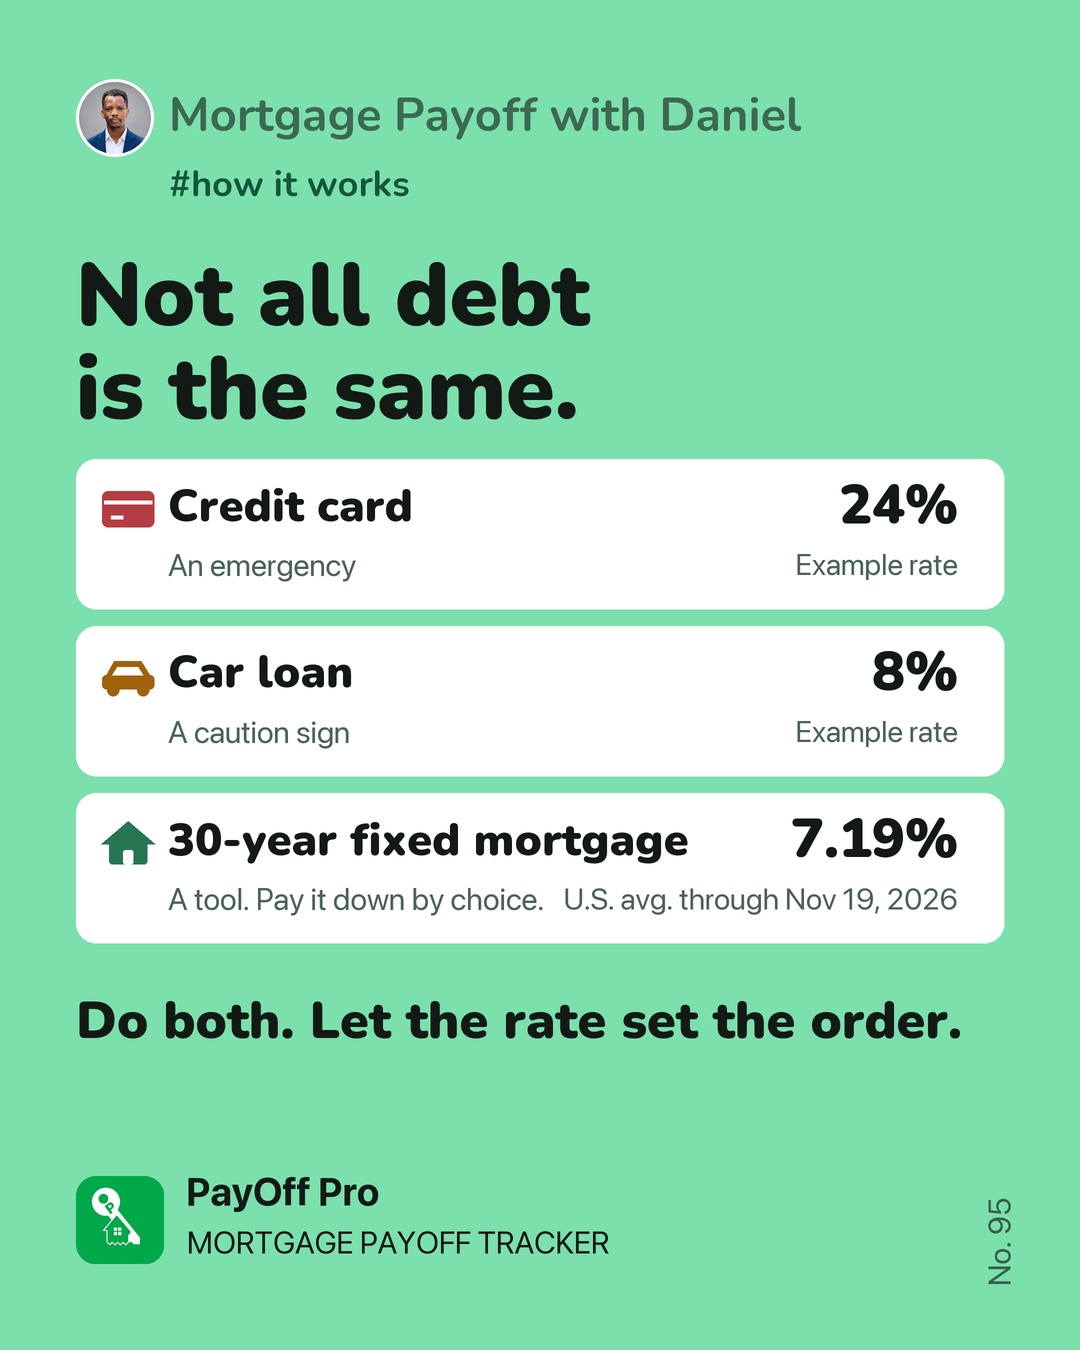 Mortgage Payoff with Daniel
#how it works
Not all debt
is the same.
Credit card
24%
An emergency
Example rate
Car loan
8%
A caution sign
Example rate
30-year fixed mortgage
7.19%
A tool. Pay it down by choice.
U.S. avg. through Nov 19, 2026
Do both. Let the rate set the order.
PayOff Pro
MORTGAGE PAYOFF TRACKER
No. 95